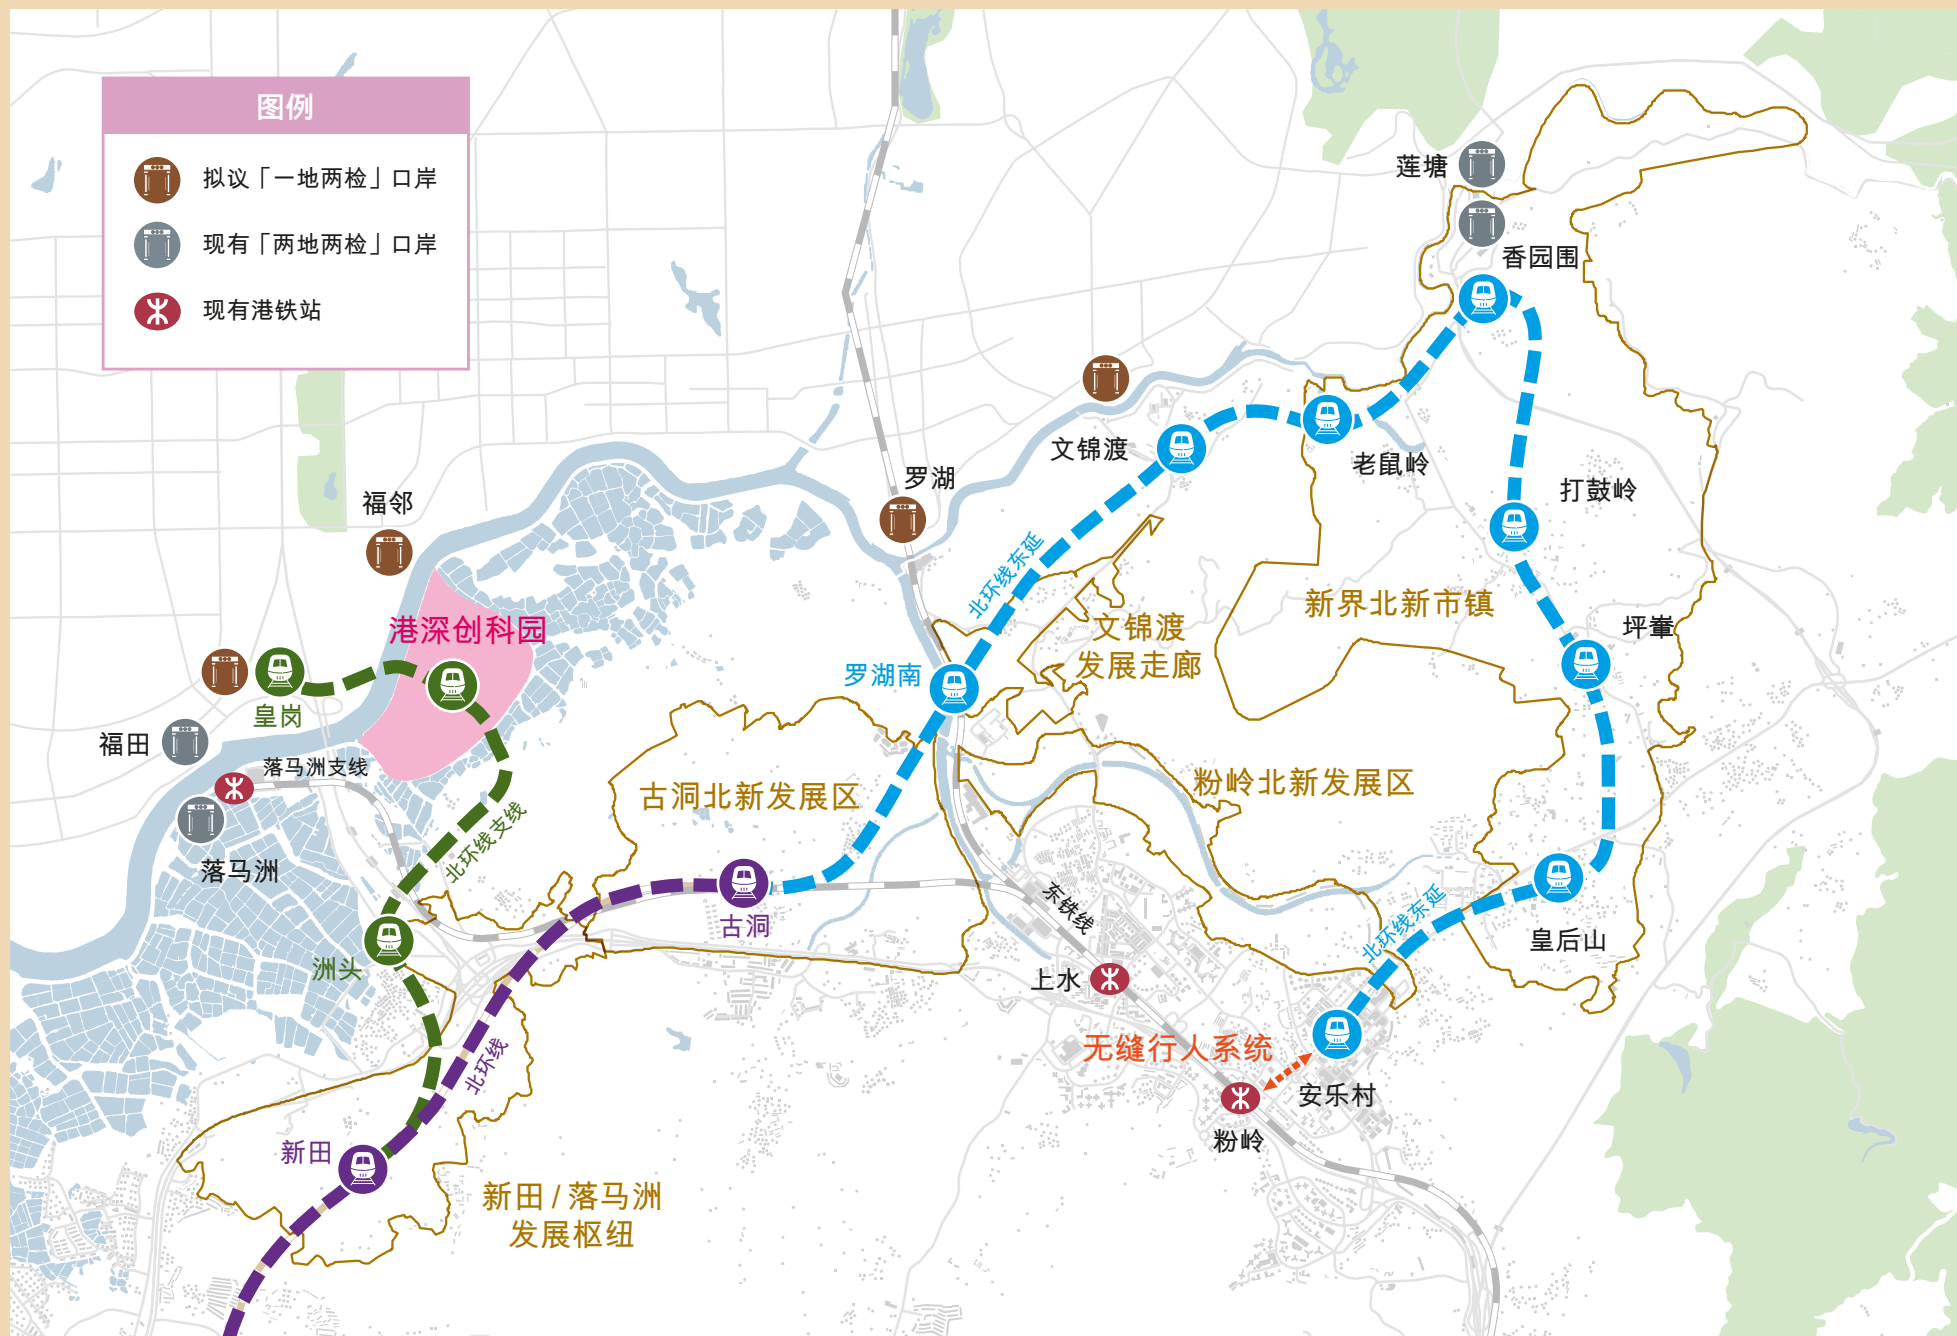 图例
拟议「一地两检」口岸
现有「两地两检」口岸
现有港铁站
莲塘
香园围
文锦渡
老鼠岭
罗湖
打鼓岭
福邻
北环线东延
新界北新市镇
港深创科园
文锦渡
发展走廊
坪輋
罗湖南
皇岗
福田
落马洲支线
古洞北新发展区
粉岭北新发展区
北环线支线
落马洲
东铁线
北环线东延
古洞
皇后山
洲头
上水
无缝行人系统
北环线
安乐村
粉岭
新田
新田 / 落马洲
发展枢纽